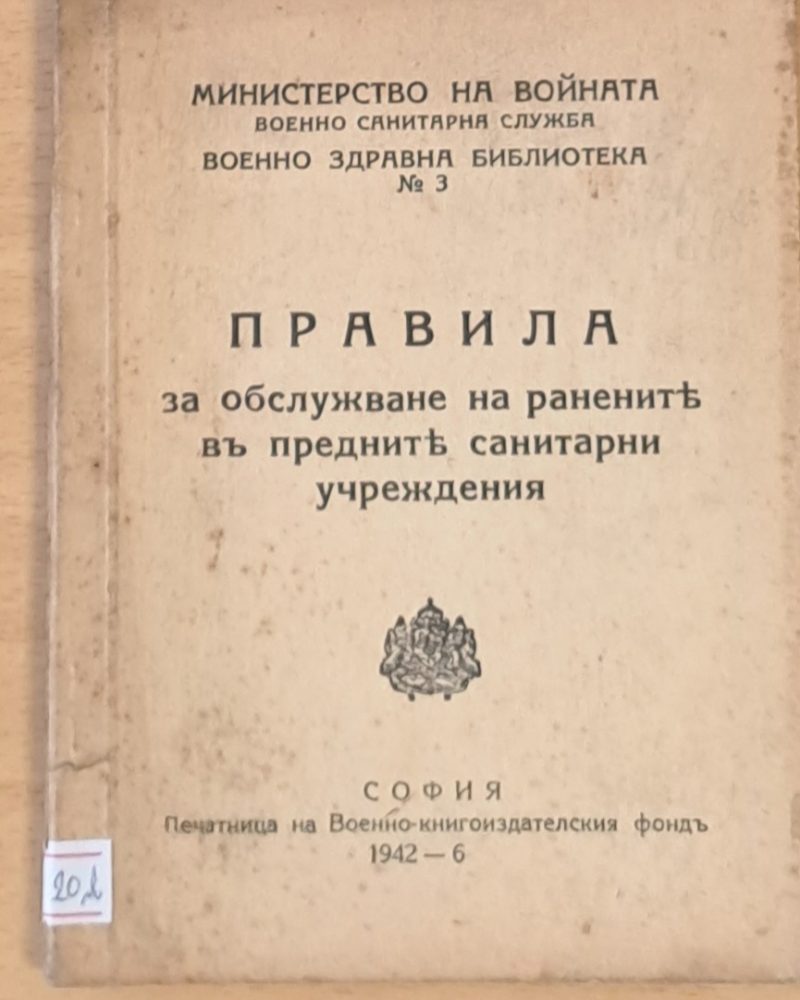 МИНИСТЕРСТВО НА ВОЙНАТА
ВОЕННО САНИТАРНА СЛУЖБА
ВОЕННО ЗДРАВНА БИБЛИОТЕКА
№ 3
ПРАВИЛА
за обслужване на раненитѣ
въ преднитѣ санитарни
учреждения
СОФИЯ
Печатница на Военно-книгоиздателския фондъ
1942 — 6
20 л